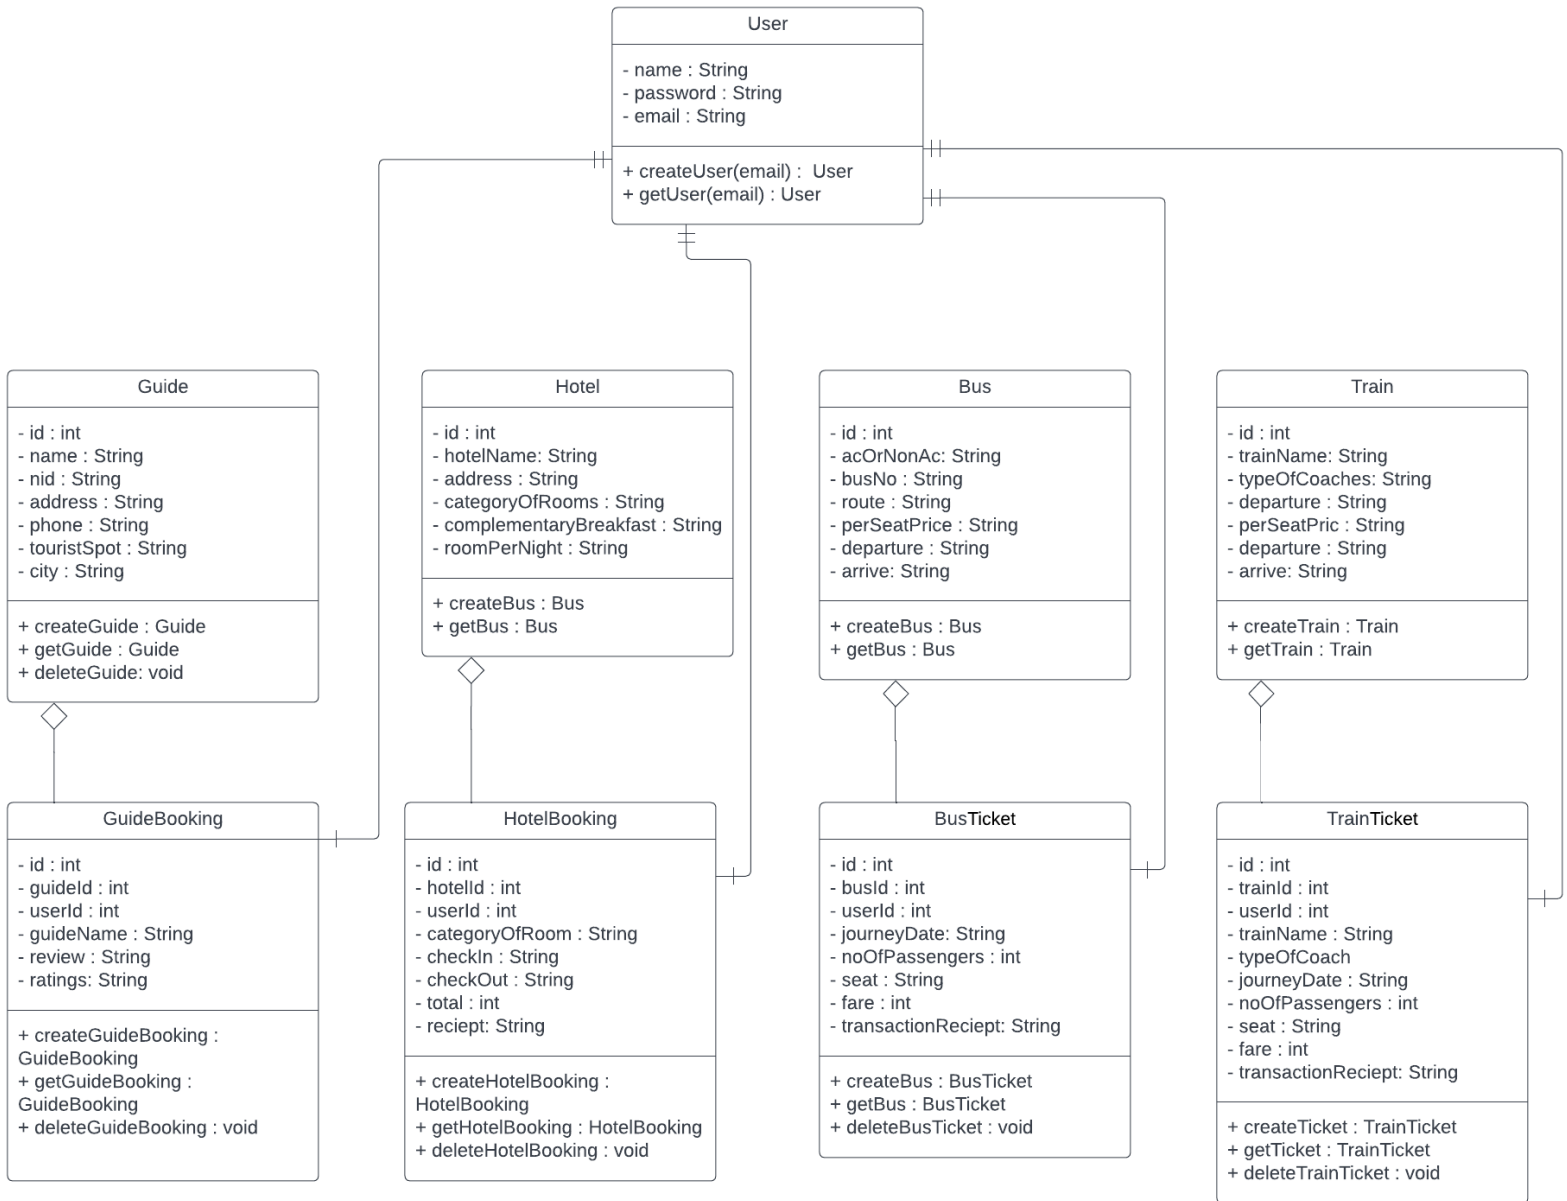 User
- name : String
- password : String
- email : String
+ createUser(email) :  User
+ getUser(email) : User
Guide
- id : int
- name : String
- nid : String
- address : String
- phone : String
- touristSpot : String
- city : String
+ createGuide : Guide
+ getGuide : Guide
+ deleteGuide: void
Hotel
- id : int
- hotelName: String
- address : String
- categoryOfRooms : String
- complementaryBreakfast : String
- roomPerNight : String
+ createBus : Bus
+ getBus : Bus
Bus
- id : int
- acOrNonAc: String
- busNo : String
- route : String
- perSeatPrice : String
- departure : String
- arrive: String
+ createBus : Bus
+ getBus : Bus
Train
- id : int
- trainName: String
- typeOfCoaches: String
- departure : String
- perSeatPric : String
- departure : String
- arrive: String
+ createTrain : Train
+ getTrain : Train
GuideBooking
- id : int
- guideId : int
- userId : int
- guideName : String
- review : String
- ratings: String
+ createGuideBooking :
GuideBooking
+ getGuideBooking :
GuideBooking
+ deleteGuideBooking : void
HotelBooking
- id : int
- hotelId : int
- userId : int
- categoryOfRoom : String
- checkIn : String
- checkOut : String
- total : int
- reciept: String
+ createHotelBooking :
HotelBooking
+ getHotelBooking : HotelBooking
+ deleteHotelBooking : void
BusTicket
- id : int
- busId : int
- userId : int
- journeyDate: String
- noOfPassengers : int
- seat : String
- fare : int
- transactionReciept: String
+ createBus : BusTicket
+ getBus : BusTicket
+ deleteBusTicket : void
TrainTicket
- id : int
- trainId : int
- userId : int
- trainName : String
- typeOfCoach
- journeyDate : String
- noOfPassengers : int
- seat : String
- fare : int
- transactionReciept: String
+ createTicket : TrainTicket
+ getTicket : TrainTicket
+ deleteTrainTicket : void